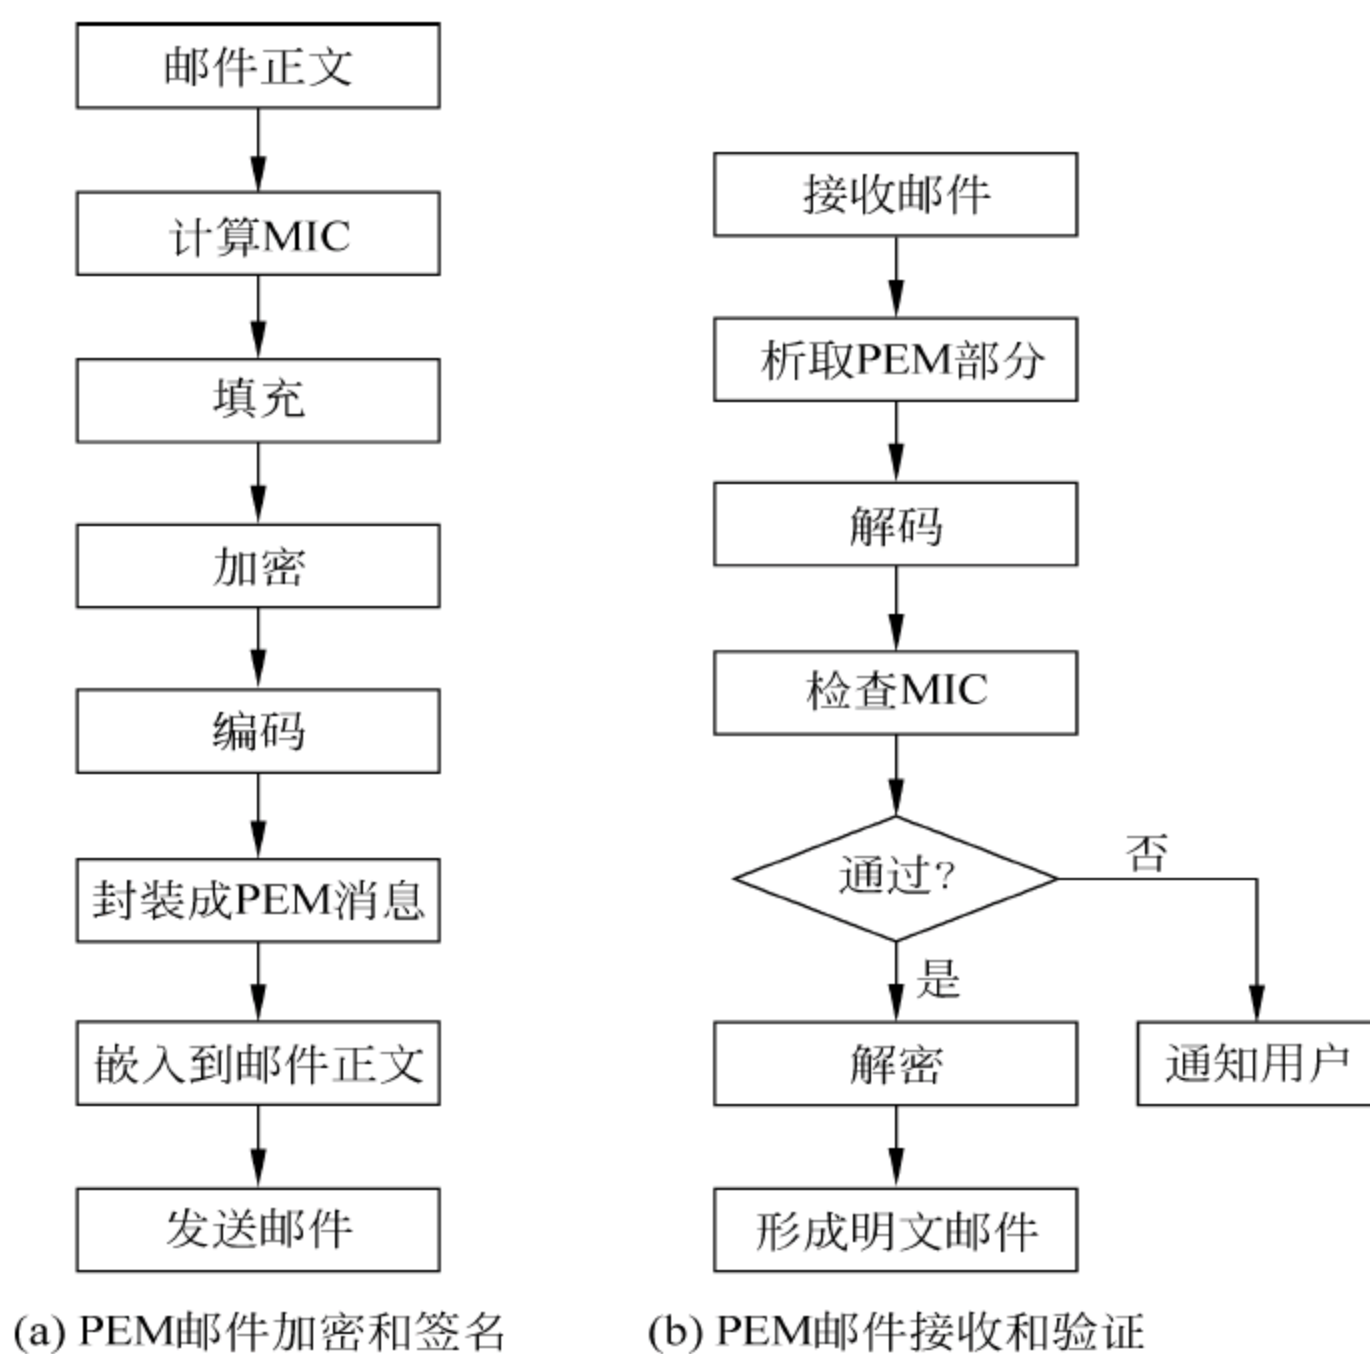 邮件正文
计算MIC
填充
加密
编码
封装成PEM消息
嵌入到邮件正文
发送邮件
(a) PEM邮件加密和签名
接收邮件
析取PEM部分
解码
检查MIC
通过?
否
是
解密
通知用户
形成明文邮件
(b) PEM邮件接收和验证